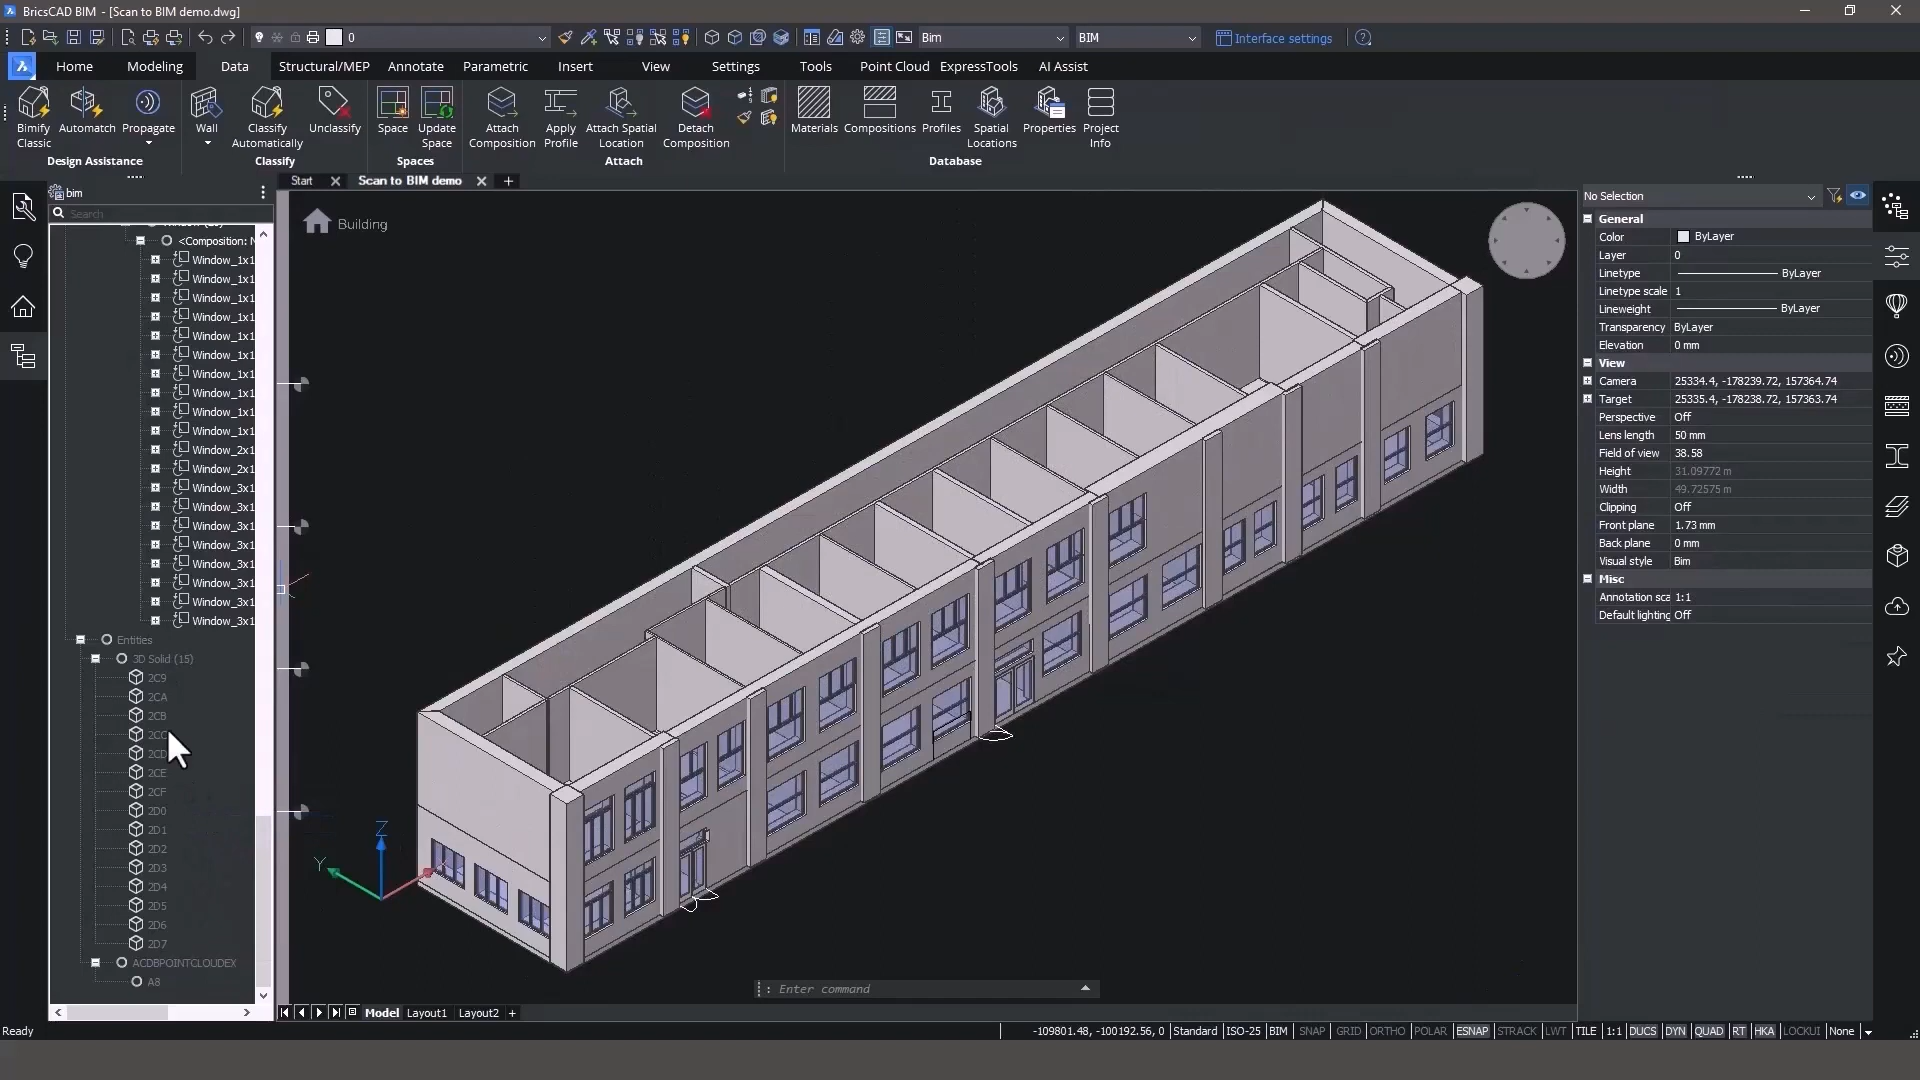 BricsCAD BIM - [Scan to BIM demo.dwg]
0
Bim
BIM
Interface settings
Home
Modeling
Data
Structural/MEP
Annotate
Parametric
Insert
View
Settings
Tools
Point Cloud
ExpressTools
AI Assist
Bimify Classic
Automatch
Propagate
Wall
Classify Automatically
Unclassify
Space
Update Space
Attach Composition
Apply Profile
Attach Spatial Location
Detach Composition
Materials
Compositions
Profiles
Spatial Locations
Properties
Project Info
Design Assistance
Classify
Spaces
Attach
Database
bim
Start
Scan to BIM demo
Search
Building
<Composition: N
Window_1x1
Window_1x1
Window_1x1
Window_1x1
Window_1x1
Window_1x1
Window_1x1
Window_1x1
Window_1x1
Window_1x1
Window_2x1
Window_2x1
Window_3x1
Window_3x1
Window_3x1
Window_3x1
Window_3x1
Window_3x1
Window_3x1
Window_3x1
Entities
3D Solid (15)
2C9
2CA
2CB
2CC
2CD
2CE
2CF
2D0
2D1
2D2
2D3
2D4
2D5
2D6
2D7
ACDBPOINTCLOUDEX
A8
Z
Y
: Enter command
Model
Layout1
Layout2
No Selection
General
Color ByLayer
Layer 0
Linetype ByLayer
Linetype scale 1
Lineweight ByLayer
Transparency ByLayer
Elevation 0 mm
View
Camera 25334.4, -178239.72, 157364.74
Target 25335.4, -178238.72, 157363.74
Perspective Off
Lens length 50 mm
Field of view 38.58
Height 31.09772 m
Width 49.72575 m
Clipping Off
Front plane 1.73 mm
Back plane 0 mm
Visual style Bim
Misc
Annotation sca 1:1
Default lighting Off
Ready
-109801.48, -100192.56, 0 Standard ISO-25 BIM SNAP GRID ORTHO POLAR ESNAP STRACK LWT TILE 1:1 DUCS DYN QUAD RT HKA LOCKUI None